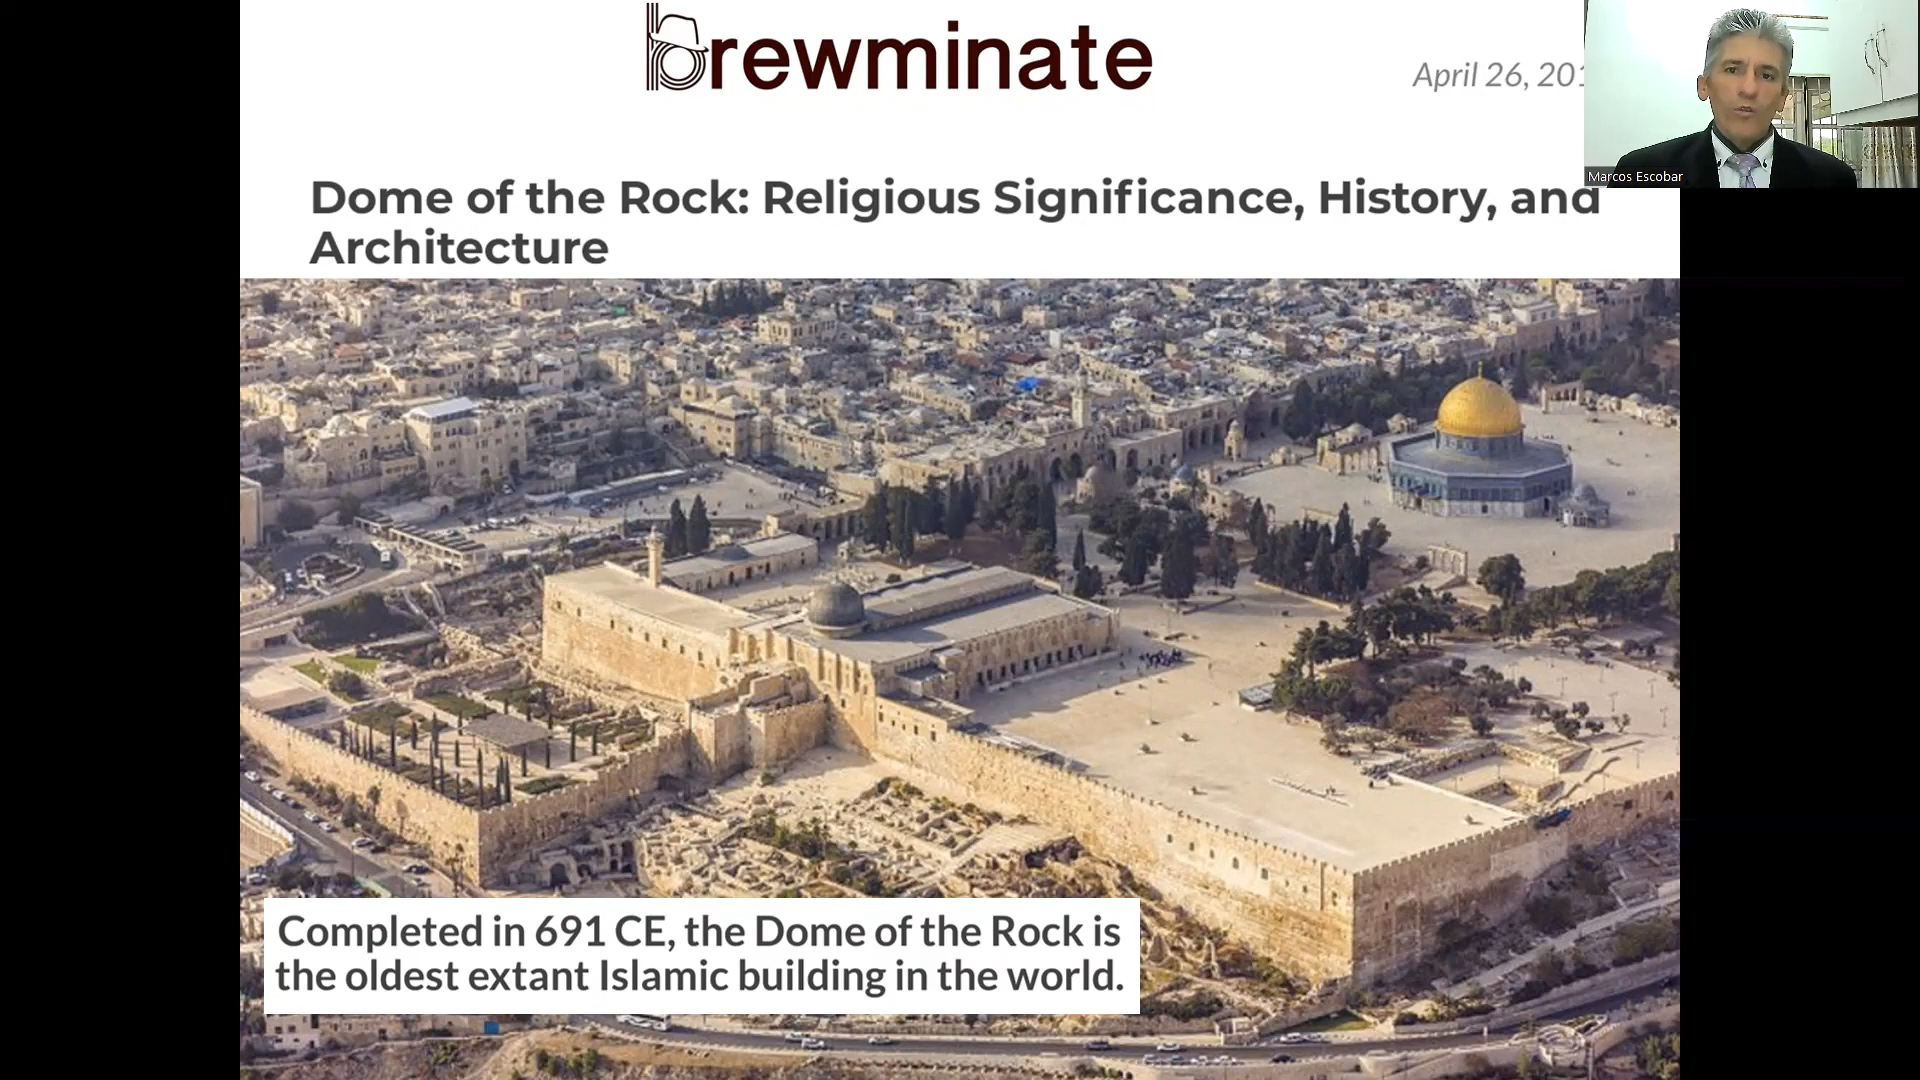 brewminate
April 26, 201
Marcos Escobar
Dome of the Rock: Religious Significance, History, and
Architecture
Completed in 691 CE, the Dome of the Rock is
the oldest extant Islamic building in the world.